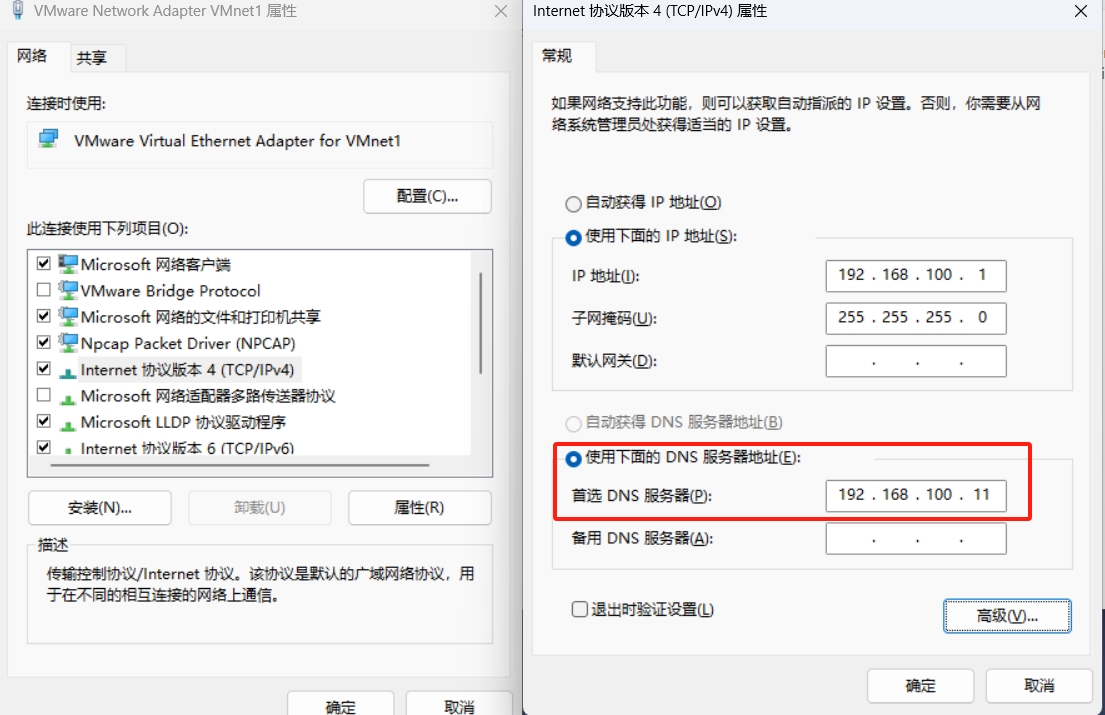 VMware Network Adapter VMnet1 属性
网络
共享
连接时使用:
VMware Virtual Ethernet Adapter for VMnet1
配置(C)...
此连接使用下列项目(O):
Microsoft 网络客户端
VMware Bridge Protocol
Microsoft 网络的文件和打印机共享
Npcap Packet Driver (NPCAP)
Internet 协议版本 4 (TCP/IPv4)
Microsoft 网络适配器多路传送器协议
Microsoft LLDP 协议驱动程序
Internet 协议版本 6 (TCP/IPv6)
安装(N)...
卸载(U)
属性(R)
描述
传输控制协议/Internet 协议。该协议是默认的广域网络协议，用
于在不同的相互连接的网络上通信。
确定
取消
Internet 协议版本 4 (TCP/IPv4) 属性
常规
如果网络支持此功能，则可以获取自动指派的 IP 设置。否则，你需要从网
络系统管理员处获得适当的 IP 设置。
自动获得 IP 地址(O)
使用下面的 IP 地址(S):
IP 地址(I):
192 . 168 . 100 . 1
子网掩码(U):
255 . 255 . 255 . 0
默认网关(D):
. . .
自动获得 DNS 服务器地址(B)
使用下面的 DNS 服务器地址(E):
首选 DNS 服务器(P):
192 . 168 . 100 . 11
备用 DNS 服务器(A):
. . .
退出时验证设置(L)
高级(V)...
确定
取消